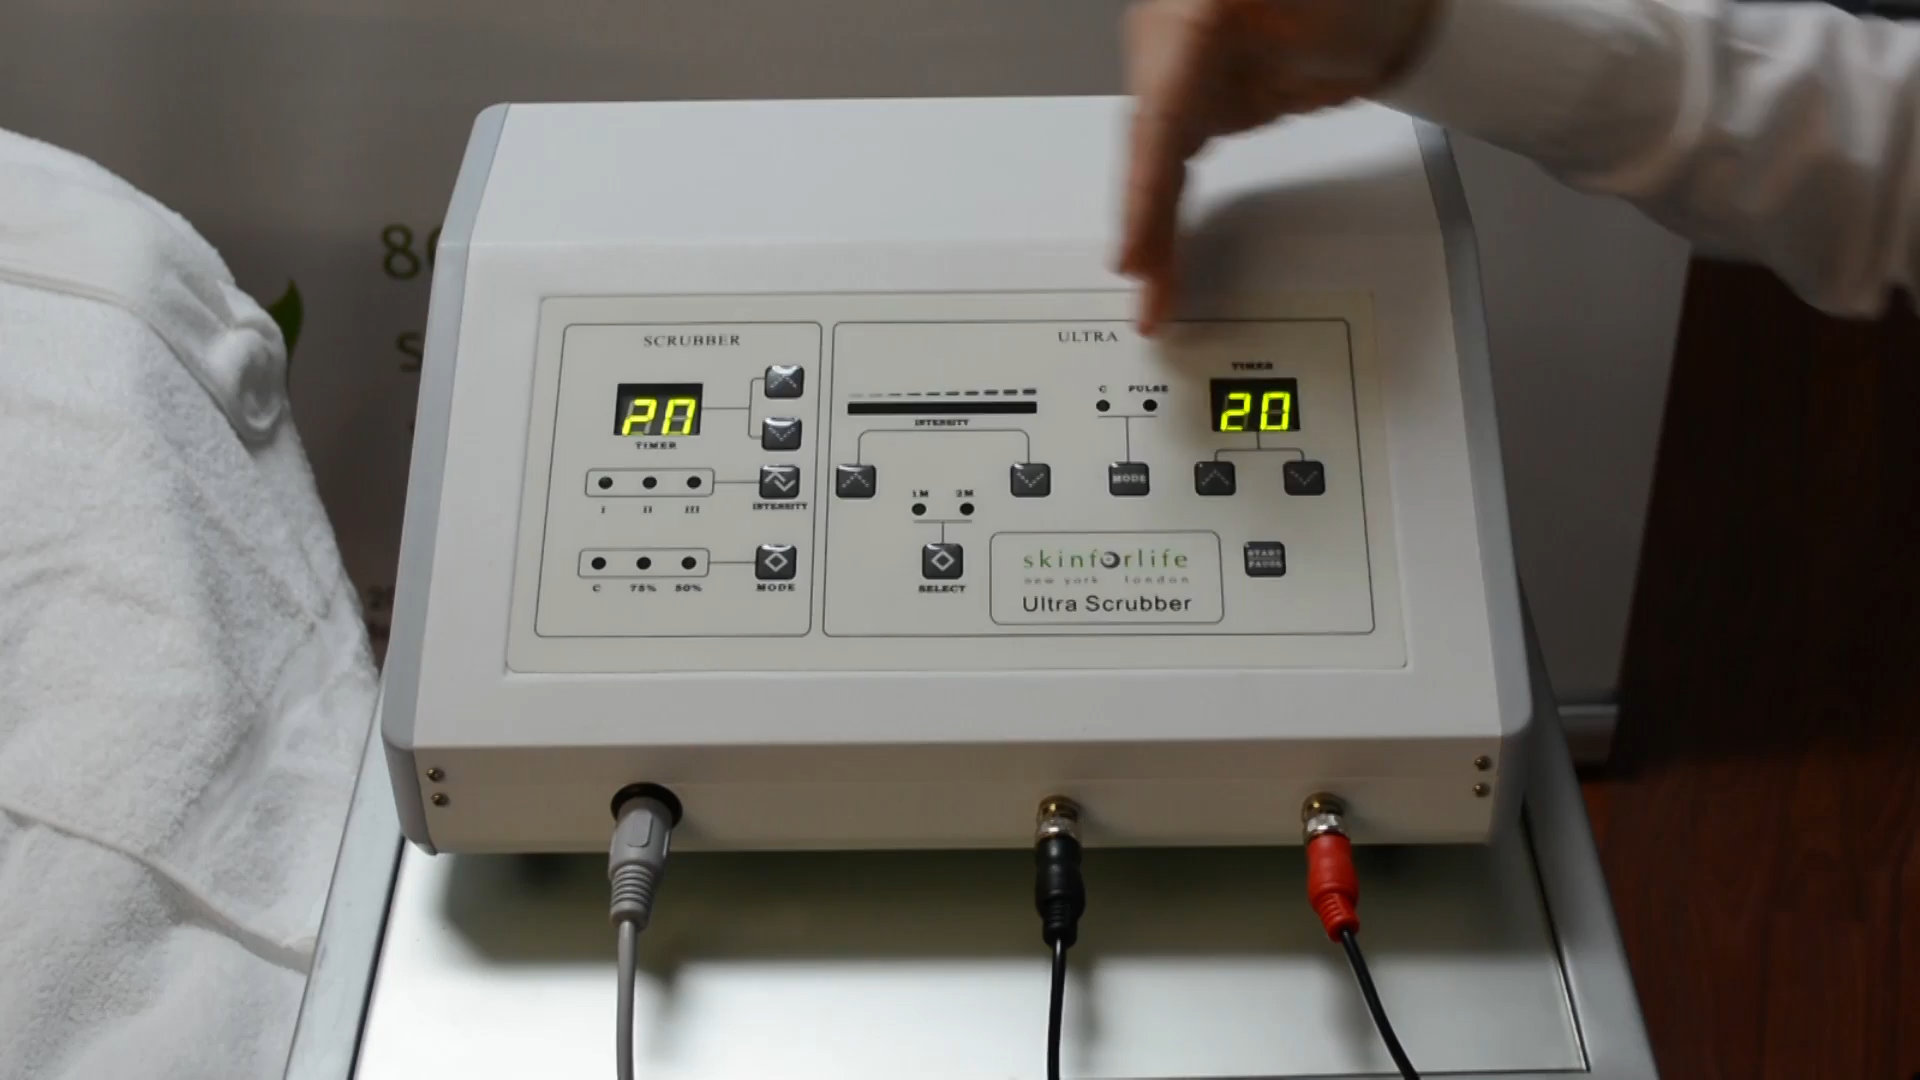 80
S
SCRUBBER
20
TIMER
I II III
INTENSITY
C 75% 50%
MODE
ULTRA
INTENSITY
C PULSE
MODE
TIMER
20
1M 2M
SELECT
START
PAUSE
skinforlife
new york london
Ultra Scrubber